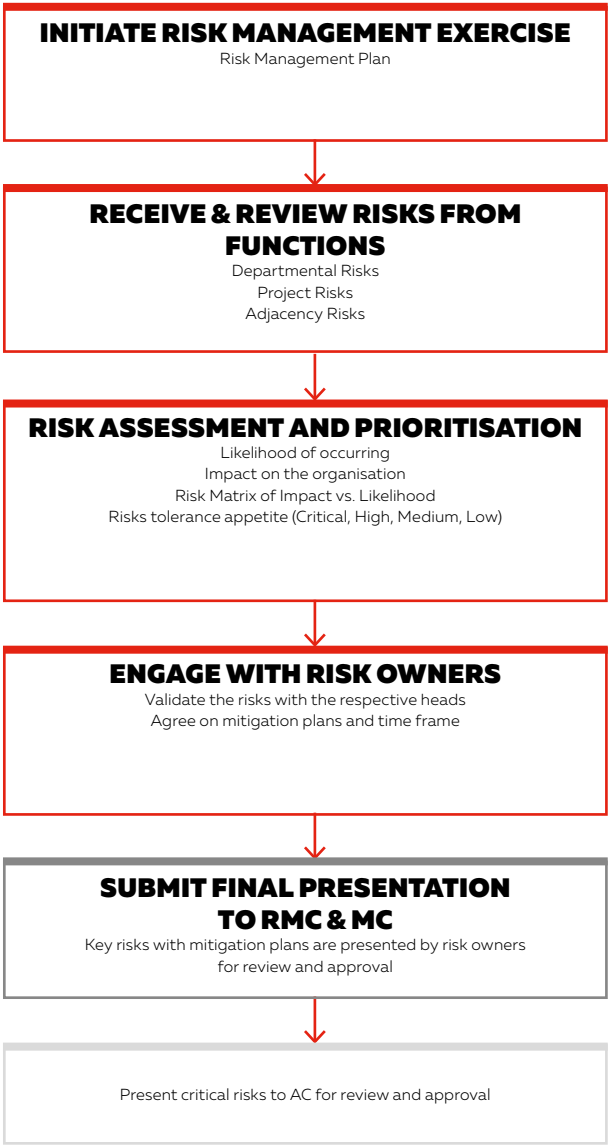 INITIATE RISK MANAGEMENT EXERCISE
Risk Management Plan
RECEIVE & REVIEW RISKS FROM
FUNCTIONS
Departmental Risks
Project Risks
Adjacency Risks
RISK ASSESSMENT AND PRIORITISATION
Likelihood of occurring
Impact on the organisation
Risk Matrix of Impact vs. Likelihood
Risks tolerance appetite (Critical, High, Medium, Low)
ENGAGE WITH RISK OWNERS
Validate the risks with the respective heads
Agree on mitigation plans and time frame
SUBMIT FINAL PRESENTATION
TO RMC & MC
Key risks with mitigation plans are presented by risk owners
for review and approval
Present critical risks to AC for review and approval